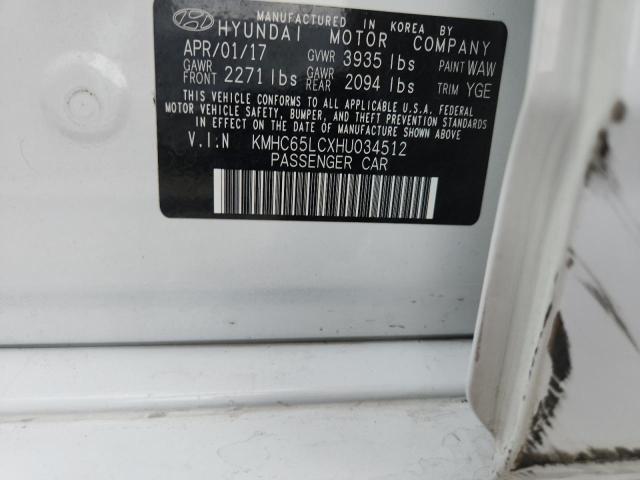 MANUFACTURED IN KOREA BY
HYUNDAI MOTOR COMPANY
APR/01/17 GVWR 3935 lbs PAINT WAW
GAWR FRONT 2271 lbs GAWR REAR 2094 lbs TRIM YGE
THIS VEHICLE CONFORMS TO ALL APPLICABLE U.S.A. FEDERAL
MOTOR VEHICLE SAFETY, BUMPER, AND THEFT PREVENTION STANDARDS
IN EFFECT ON THE DATE OF MANUFACTURE SHOWN ABOVE.
V.I.N KMHC65LCXHU034512
PASSENGER CAR